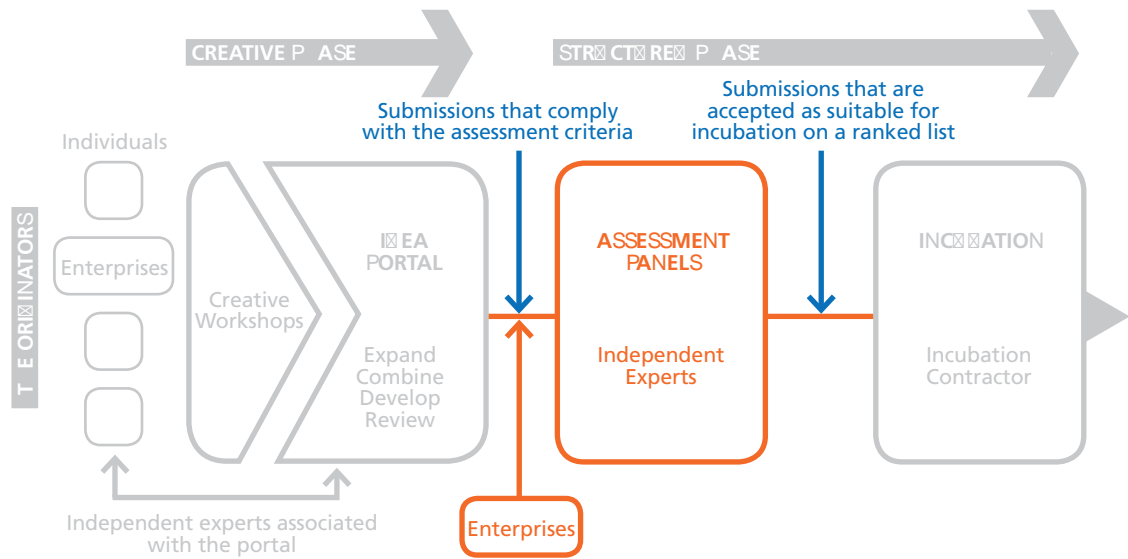 CREATIVE P ASE
STR CT RE P ASE
Submissions that comply
with the assessment criteria
Submissions that are
accepted as suitable for
incubation on a ranked list
Individuals
Enterprises
T E ORI INATORS
Creative
Workshops
I EA
PORTAL
Expand
Combine
Develop
Review
ASSESSMENT
PANELS
Independent
Experts
INC ATION
Incubation
Contractor
Independent experts associated
with the portal
Enterprises